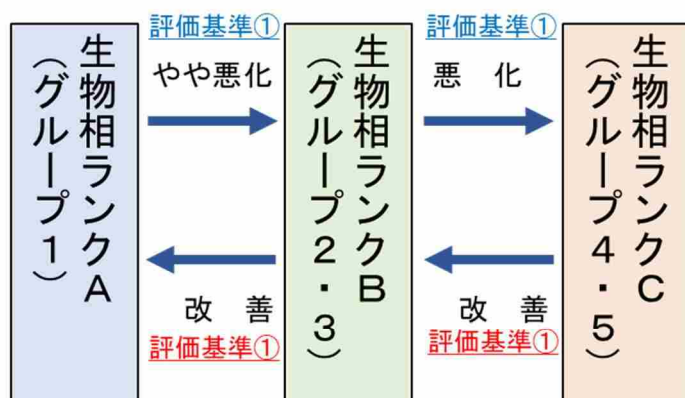 生物相ランクA
（グループ1）
評価基準①
やや悪化
改　善
評価基準①
生物相ランクB
（グループ2・3）
評価基準①
悪　化
改　善
評価基準①
生物相ランクC
（グループ4・5）